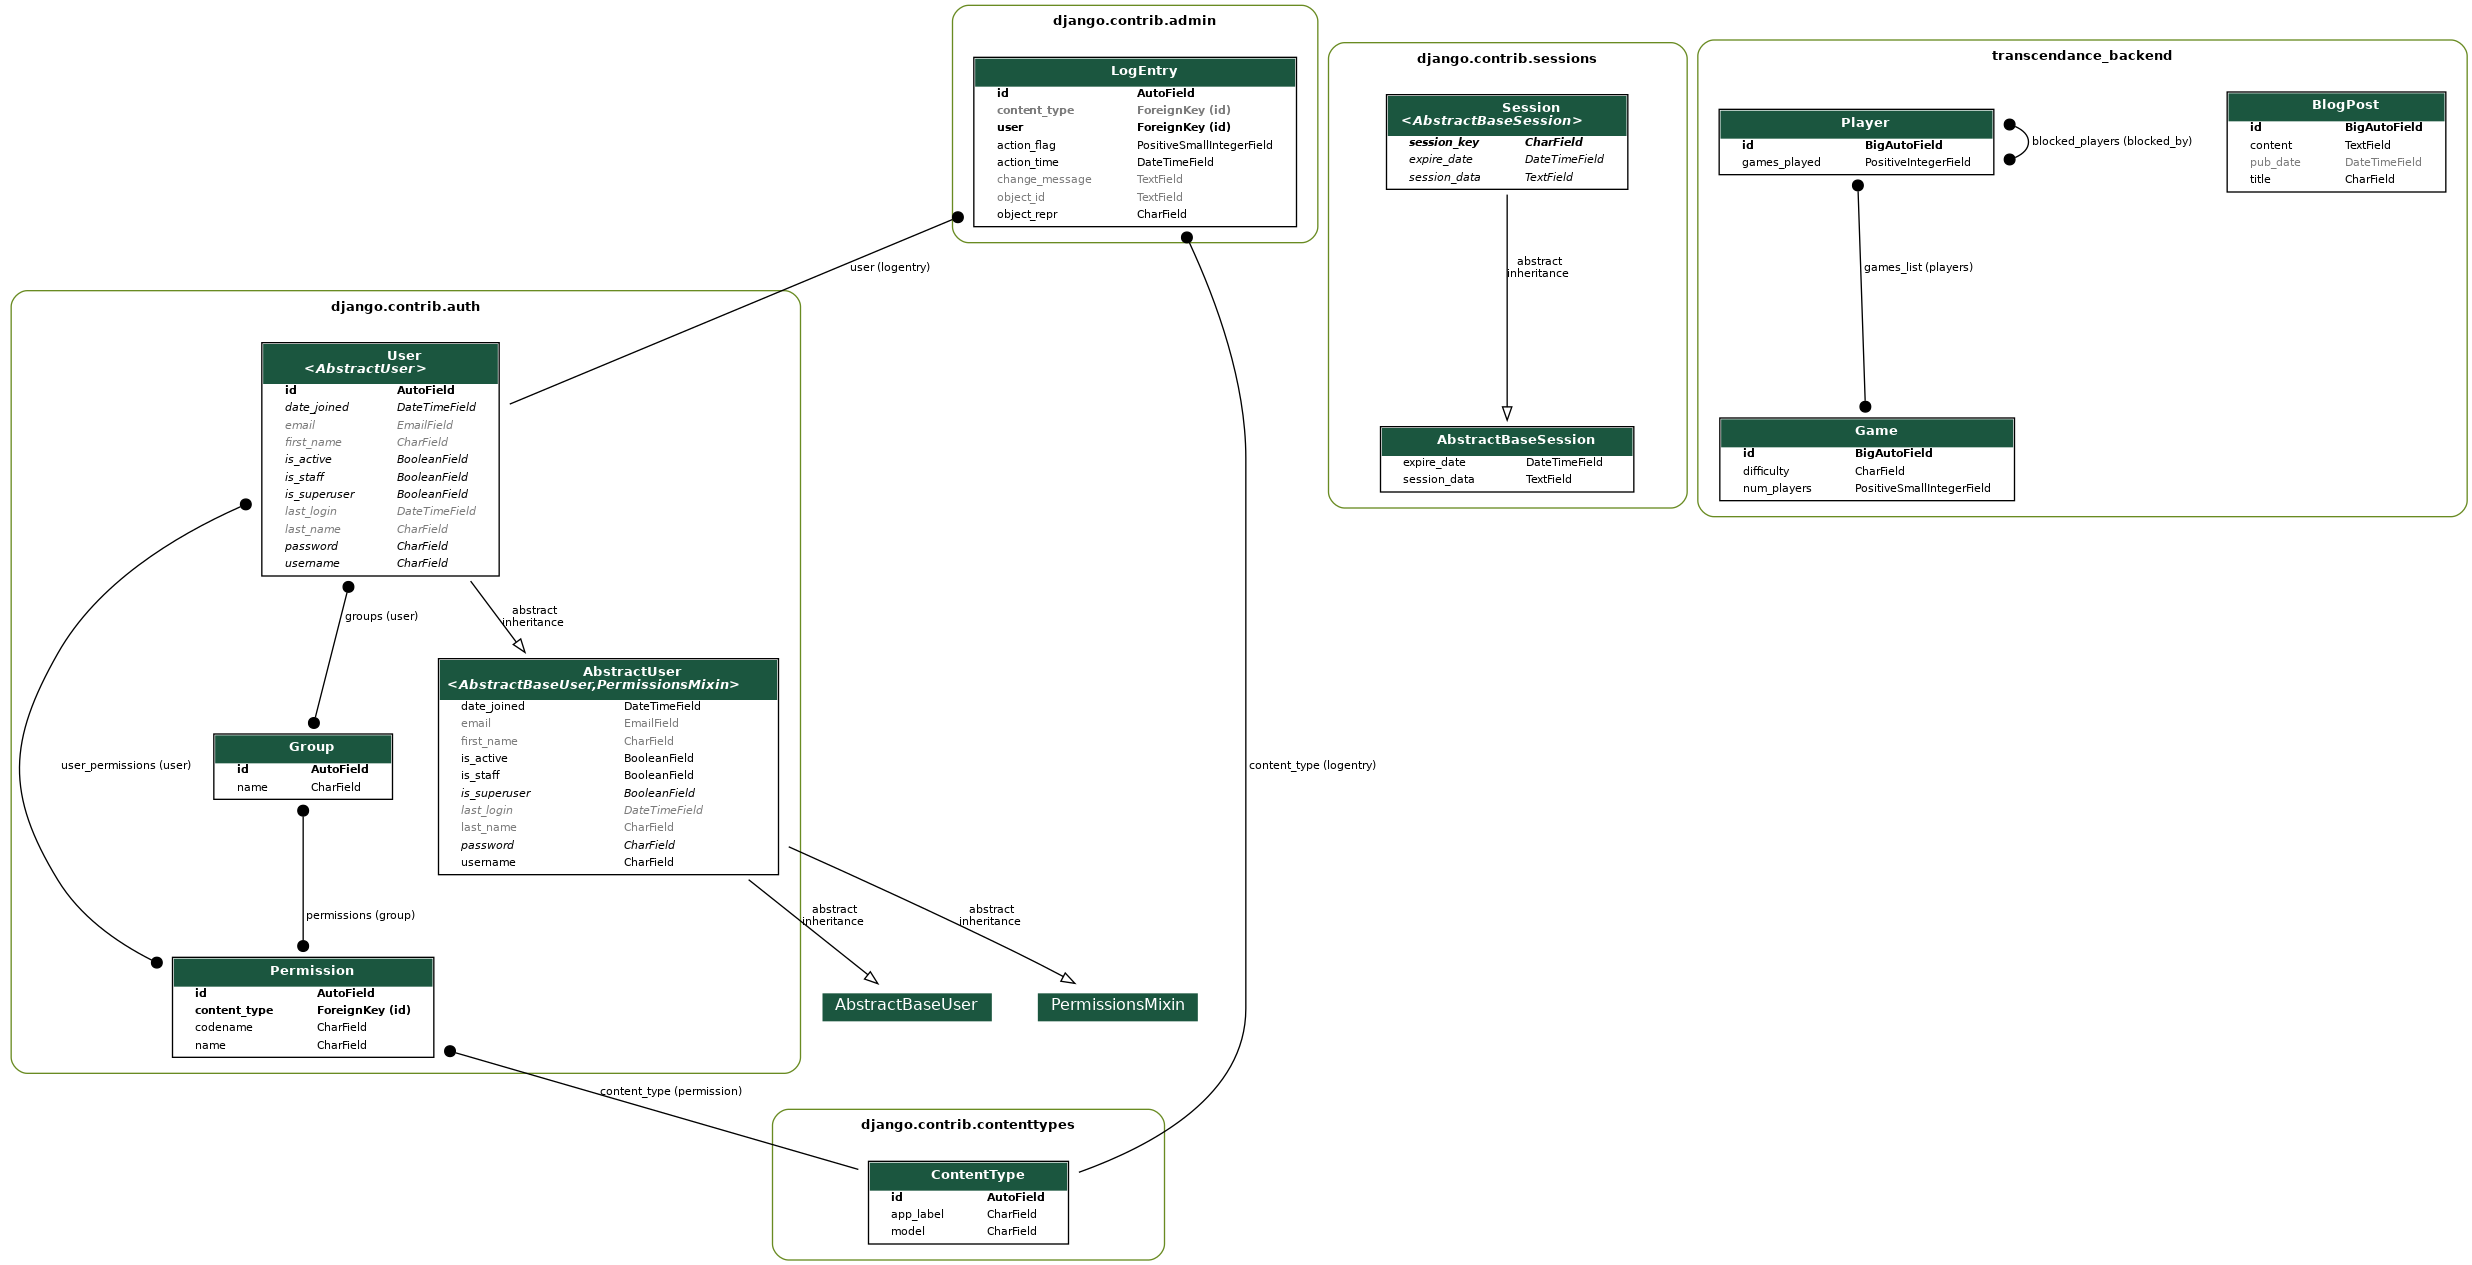 django.contrib.admin
LogEntry
id AutoField
content_type ForeignKey (id)
user ForeignKey (id)
action_flag PositiveSmallIntegerField
action_time DateTimeField
change_message TextField
object_id TextField
object_repr CharField
django.contrib.sessions
Session
<AbstractBaseSession>
session_key CharField
expire_date DateTimeField
session_data TextField
abstract
inheritance
AbstractBaseSession
expire_date DateTimeField
session_data TextField
transcendance_backend
Player
id BigAutoField
games_played PositiveIntegerField
blocked_players (blocked_by)
BlogPost
id BigAutoField
content TextField
pub_date DateTimeField
title CharField
games_list (players)
Game
id BigAutoField
difficulty CharField
num_players PositiveSmallIntegerField
user (logentry)
django.contrib.auth
User
<AbstractUser>
id AutoField
date_joined DateTimeField
email EmailField
first_name CharField
is_active BooleanField
is_staff BooleanField
is_superuser BooleanField
last_login DateTimeField
last_name CharField
password CharField
username CharField
groups (user)
abstract
inheritance
AbstractUser
<AbstractBaseUser,PermissionsMixin>
date_joined DateTimeField
email EmailField
first_name CharField
is_active BooleanField
is_staff BooleanField
is_superuser BooleanField
last_login DateTimeField
last_name CharField
password CharField
username CharField
user_permissions (user)
Group
id AutoField
name CharField
permissions (group)
abstract
inheritance
abstract
inheritance
Permission
id AutoField
content_type ForeignKey (id)
codename CharField
name CharField
AbstractBaseUser
PermissionsMixin
content_type (logentry)
content_type (permission)
django.contrib.contenttypes
ContentType
id AutoField
app_label CharField
model CharField